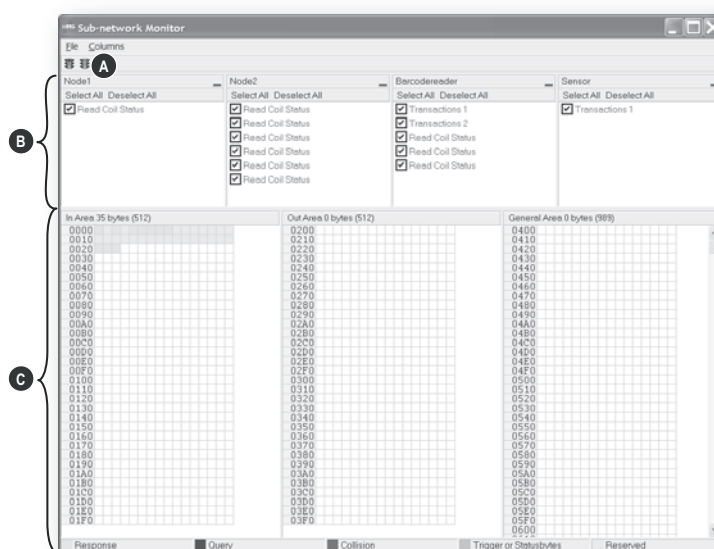 Sub-network Monitor
File Columns
A
Node1 Node2 Barcodereader Sensor
Select All Deselect All Select All Deselect All Select All Deselect All Select All Deselect All
Read Coil Status Read Coil Status Transactions 1 Transactions 1
Read Coil Status Transactions 2
B
Read Coil Status Read Coil Status
Read Coil Status Read Coil Status
Read Coil Status Read Coil Status
Read Coil Status
In Area 35 bytes (512) Out Area 0 bytes (512) General Area 0 bytes (989)
0000 0200 0400
0010 0210 0410
0020 0220 0420
0030 0230 0430
0040 0240 0440
0050 0250 0450
0060 0260 0460
0070 0270 0470
0080 0280 0480
0090 0290 0490
00A0 02A0 04A0
00B0 02B0 04B0
00C0 02C0 04C0
00D0 02D0 04D0
00E0 02E0 04E0
00F0 02F0 04F0
C
0100 0300 0500
0110 0310 0510
0120 0320 0520
0130 0330 0530
0140 0340 0540
0150 0350 0550
0160 0360 0560
0170 0370 0570
0180 0380 0580
0190 0390 0590
01A0 03A0 05A0
01B0 03B0 05B0
01C0 03C0 05C0
01D0 03D0 05D0
01E0 03E0 05E0
01F0 03F0 05F0
0600
Response Query Collision Trigger or Statusbytes Reserved